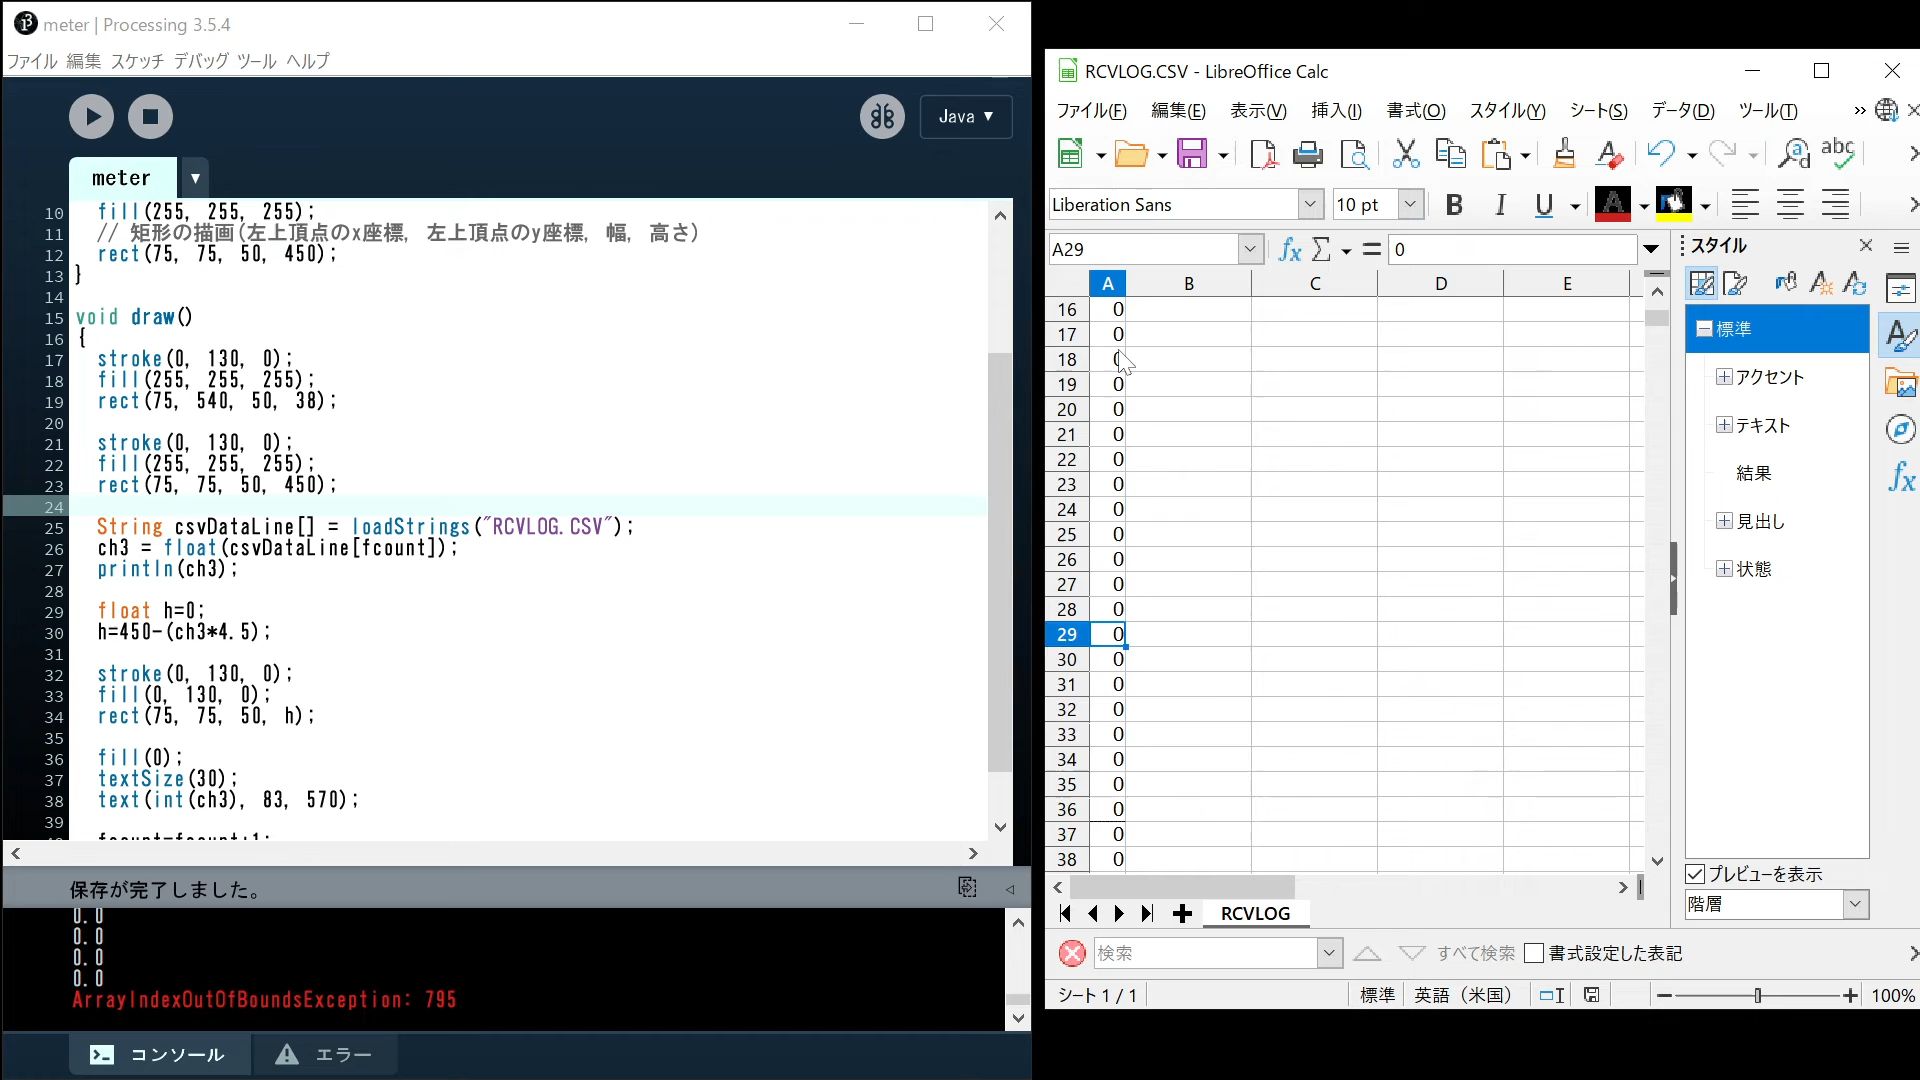 meter | Processing 3.5.4
ファイル 編集 スケッチ デバッグ ツール ヘルプ
Java ▼
meter ▼
10 fill(255, 255, 255);
11 // 矩形の描画(左上頂点のx座標, 左上頂点のy座標, 幅, 高さ)
12 rect(75, 75, 50, 450);
13 }
14
15 void draw()
16 {
17 stroke(0, 130, 0);
18 fill(255, 255, 255);
19 rect(75, 540, 50, 38);
20
21 stroke(0, 130, 0);
22 fill(255, 255, 255);
23 rect(75, 75, 50, 450);
24
25 String csvDataLine[] = loadStrings("RCVLOG.CSV");
26 ch3 = float(csvDataLine[fcount]);
27 println(ch3);
28
29 float h=0;
30 h=450-(ch3*4.5);
31
32 stroke(0, 130, 0);
33 fill(0, 130, 0);
34 rect(75, 75, 50, h);
35
36 fill(0);
37 textSize(30);
38 text(int(ch3), 83, 570);
39
fcount=fcount+1;
保存が完了しました。
0.0
0.0
0.0
0.0
ArrayIndexOutOfBoundsException: 795
コンソール エラー
RCVLOG.CSV - LibreOffice Calc
ファイル(F) 編集(E) 表示(V) 挿入(I) 書式(O) スタイル(Y) シート(S) データ(D) ツール(T) »
abc
Liberation Sans 10 pt B I U A
A29 fx Σ = 0
A B C D E
16 0
17 0
18 0
19 0
20 0
21 0
22 0
23 0
24 0
25 0
26 0
27 0
28 0
29 0
30 0
31 0
32 0
33 0
34 0
35 0
36 0
37 0
38 0
RCVLOG
検索 すべて検索 書式設定した表記
シート 1 / 1 標準 英語 (米国) 100%
スタイル
標準
アクセント
テキスト
結果
見出し
状態
プレビューを表示
階層